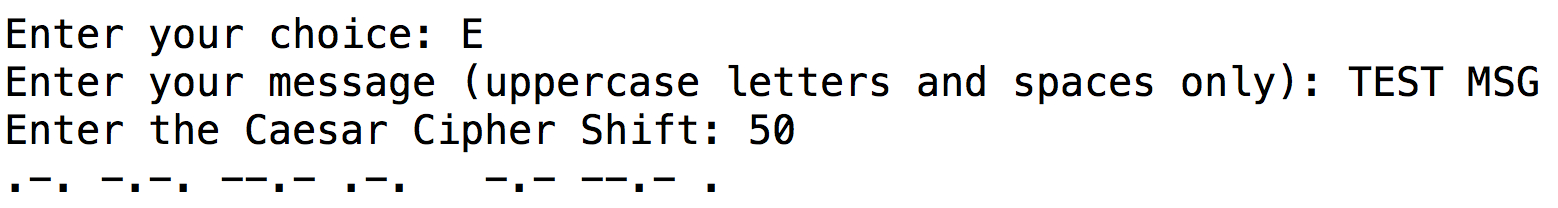 Enter your choice: E
Enter your message (uppercase letters and spaces only): TEST MSG
Enter the Caesar Cipher Shift: 50
.-. -.-. --.- .-.   -.- --.- .